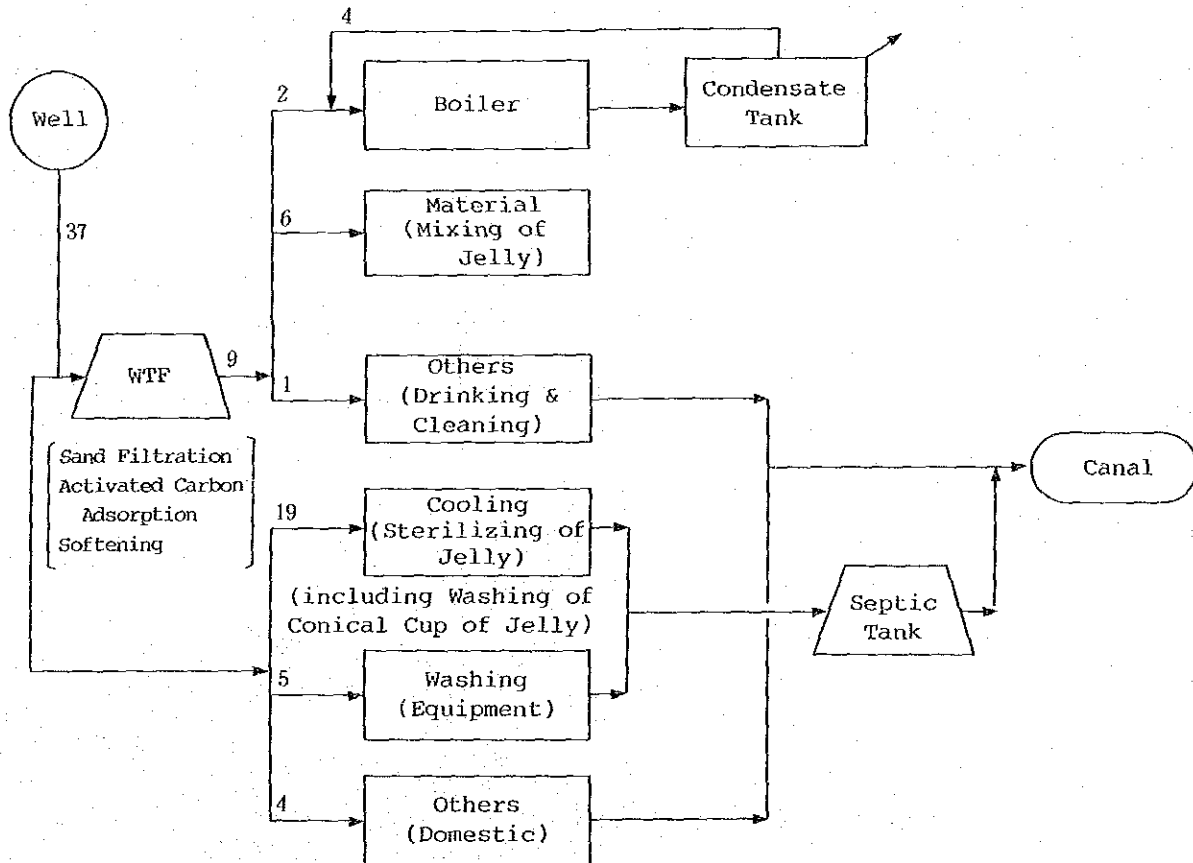 4
Well
37
2
Boiler
Condensate
Tank
6
Material
(Mixing of
Jelly)
WTF
9
1
Others
(Drinking &
Cleaning)
Sand Filtration
Activated Carbon
Adsorption
Softening
19
Cooling
(Sterilizing of
Jelly)
(including Washing of
Conical Cup of Jelly)
5
Washing
(Equipment)
4
Others
(Domestic)
Septic
Tank
Canal